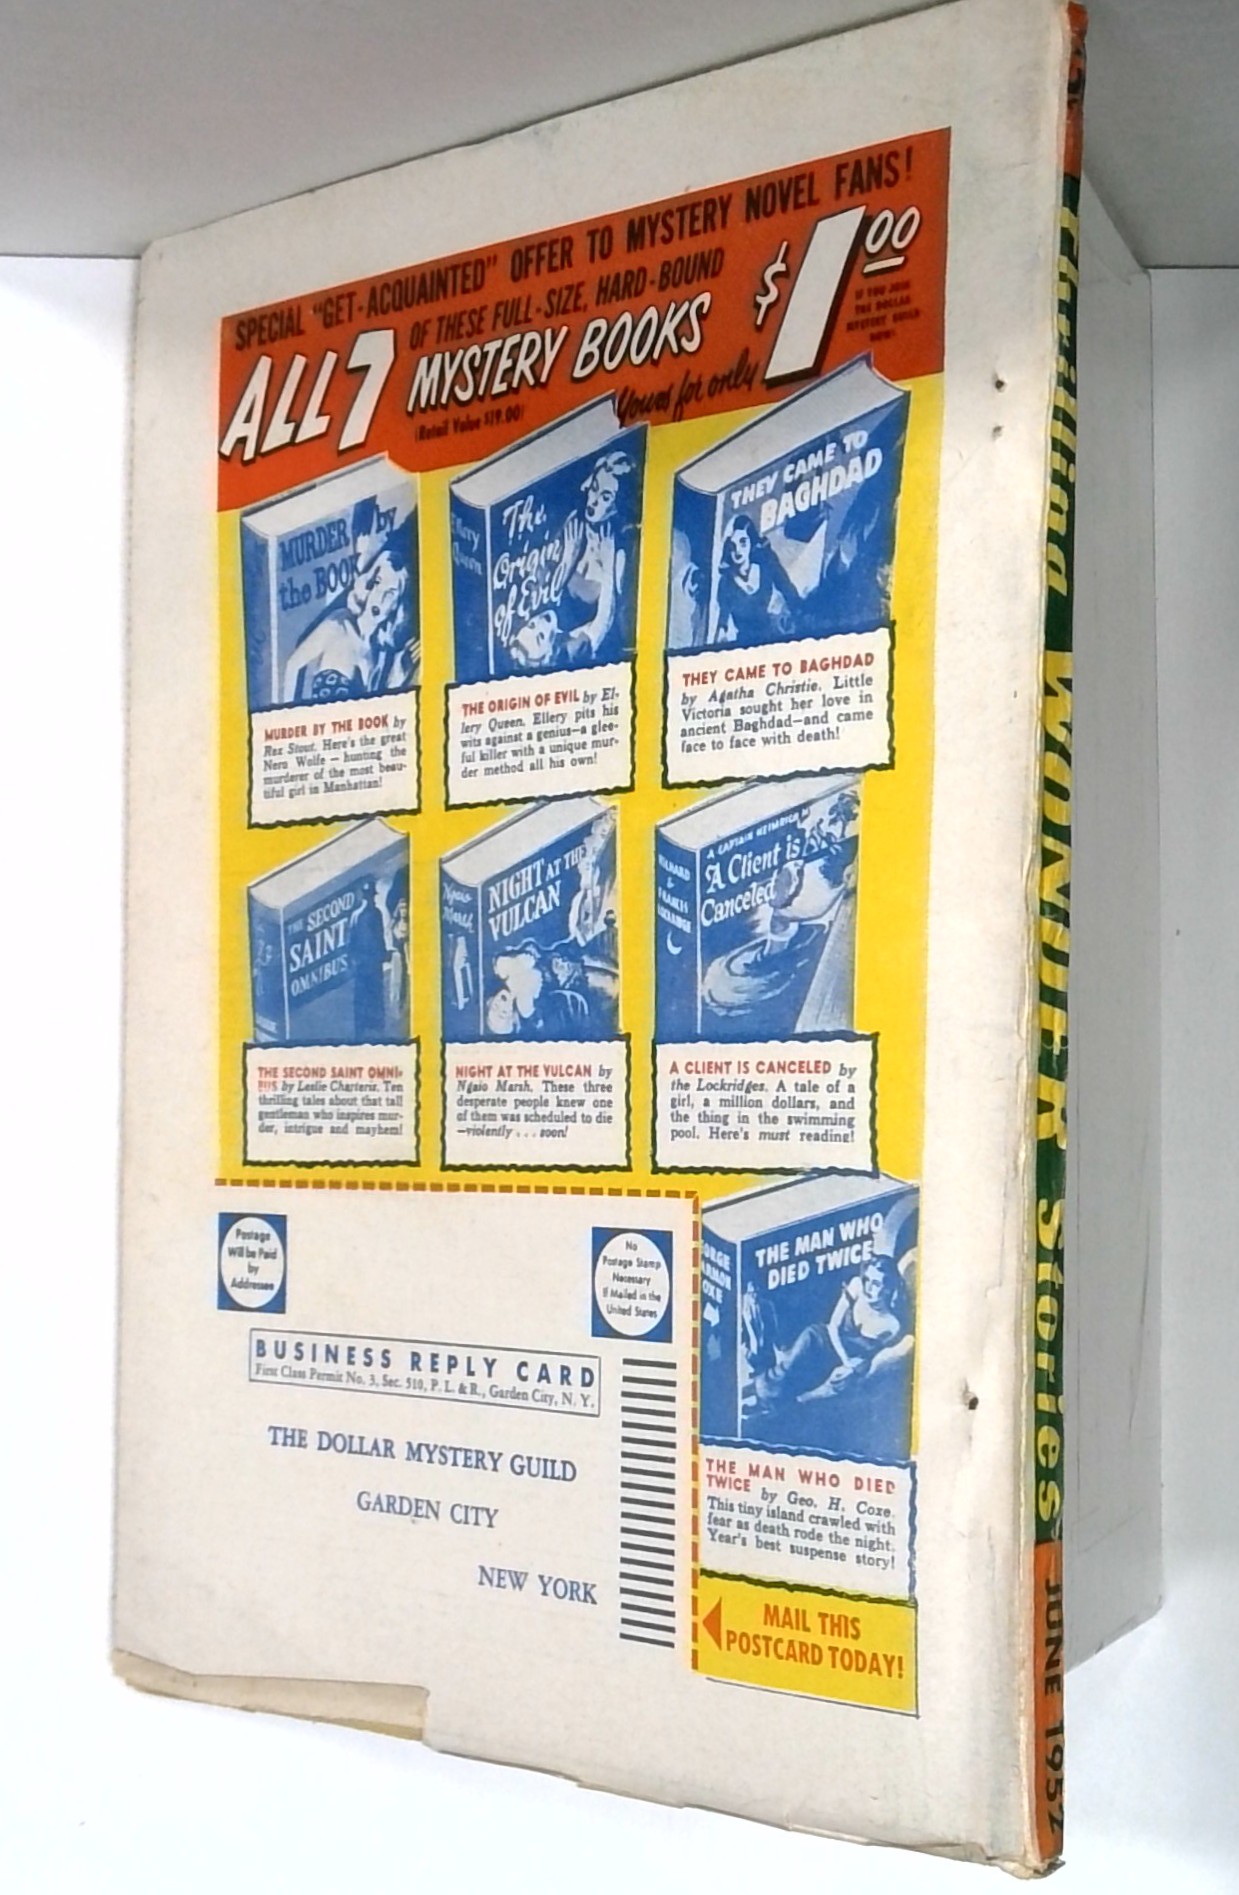 SPECIAL "GET-ACQUAINTED" OFFER TO MYSTERY NOVEL FANS!
ALL 7
OF THESE FULL-SIZE, HARD-BOUND
MYSTERY BOOKS
(Retail Value $19.00)
Yours for only
$1.00
IF YOU JOIN
THE DOLLAR
MYSTERY GUILD
NOW!
MURDER by
the BOOK
Ellery
Queen
The
Origin
of Evil
THEY CAME TO
BAGHDAD
MURDER BY THE BOOK by
Rex Stout. Here's the great
Nero Wolfe — hunting the
murderer of the most beau-
tiful girl in Manhattan!
THE ORIGIN OF EVIL by El-
lery Queen. Ellery pits his
wits against a genius—a glee-
ful killer with a unique mur-
der method all his own!
THEY CAME TO BAGHDAD
by Agatha Christie. Little
Victoria sought her love in
ancient Baghdad—and came
face to face with death!
THE SECOND
SAINT
OMNIBUS
Ngaio
Marsh
NIGHT AT THE
VULCAN
RICHARD
&
FRANCES
LOCKRIDGE
A CAPTAIN HEIMRICH
A Client is
Canceled
THE SECOND SAINT OMNI-
BUS by Leslie Charteris. Ten
thrilling tales about that tall
gentleman who inspires mur-
der, intrigue and mayhem!
NIGHT AT THE VULCAN by
Ngaio Marsh. These three
desperate people knew one
of them was scheduled to die
—violently . . . soon!
A CLIENT IS CANCELED by
the Lockridges. A tale of a
girl, a million dollars, and
the thing in the swimming
pool. Here's must reading!
Postage
Will be Paid
by
Addressee
No
Postage Stamp
Necessary
If Mailed in the
United States
BUSINESS REPLY CARD
First Class Permit No. 3, Sec. 510, P. L. & R., Garden City, N. Y.
THE DOLLAR MYSTERY GUILD
GARDEN CITY
NEW YORK
THE MAN WHO
DIED TWICE
THE MAN WHO DIED
TWICE by Geo. H. Coxe.
This tiny island crawled with
fear as death rode the night.
Year's best suspense story!
MAIL THIS
POSTCARD TODAY!
Thrilling WONDER Stories JUNE 1952